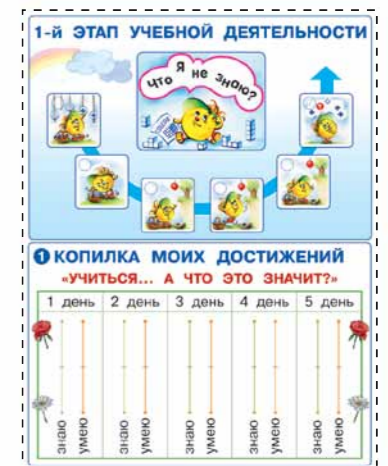 1-й ЭТАП УЧЕБНОЙ ДЕЯТЕЛЬНОСТИ
Что Я не знаю?
1 КОПИЛКА МОИХ ДОСТИЖЕНИЙ
«УЧИТЬСЯ... А ЧТО ЭТО ЗНАЧИТ?»
1 день 2 день 3 день 4 день 5 день
знаю умею знаю умею знаю умею знаю умею знаю умею